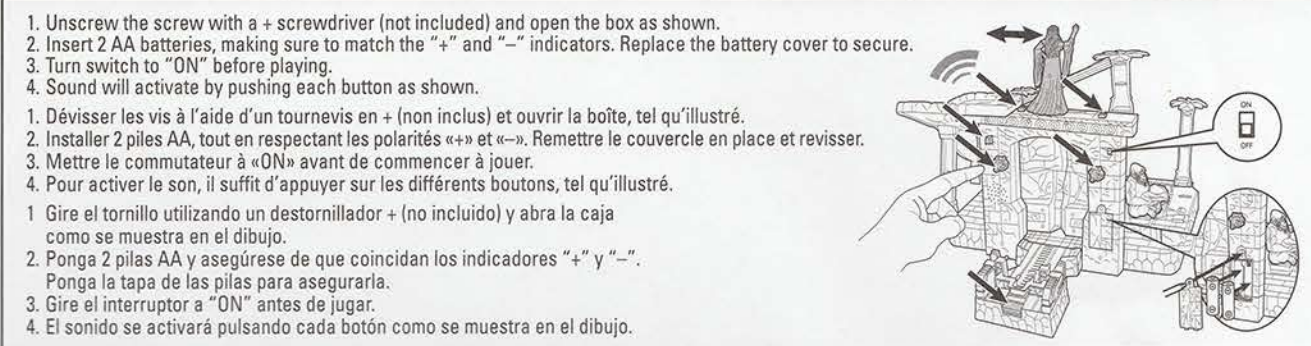 1. Unscrew the screw with a + screwdriver (not included) and open the box as shown.
2. Insert 2 AA batteries, making sure to match the "+" and "–" indicators. Replace the battery cover to secure.
3. Turn switch to "ON" before playing.
4. Sound will activate by pushing each button as shown.
1. Dévisser les vis à l'aide d'un tournevis en + (non inclus) et ouvrir la boîte, tel qu'illustré.
2. Installer 2 piles AA, tout en respectant les polarités «+» et «–». Remettre le couvercle en place et revisser.
3. Mettre le commutateur à «ON» avant de commencer à jouer.
4. Pour activer le son, il suffit d'appuyer sur les différents boutons, tel qu'illustré.
1 Gire el tornillo utilizando un destornillador + (no incluido) y abra la caja
como se muestra en el dibujo.
2. Ponga 2 pilas AA y asegúrese de que coincidan los indicadores "+" y "–".
Ponga la tapa de las pilas para asegurarla.
3. Gire el interruptor a "ON" antes de jugar.
4. El sonido se activará pulsando cada botón como se muestra en el dibujo.
ON
OFF